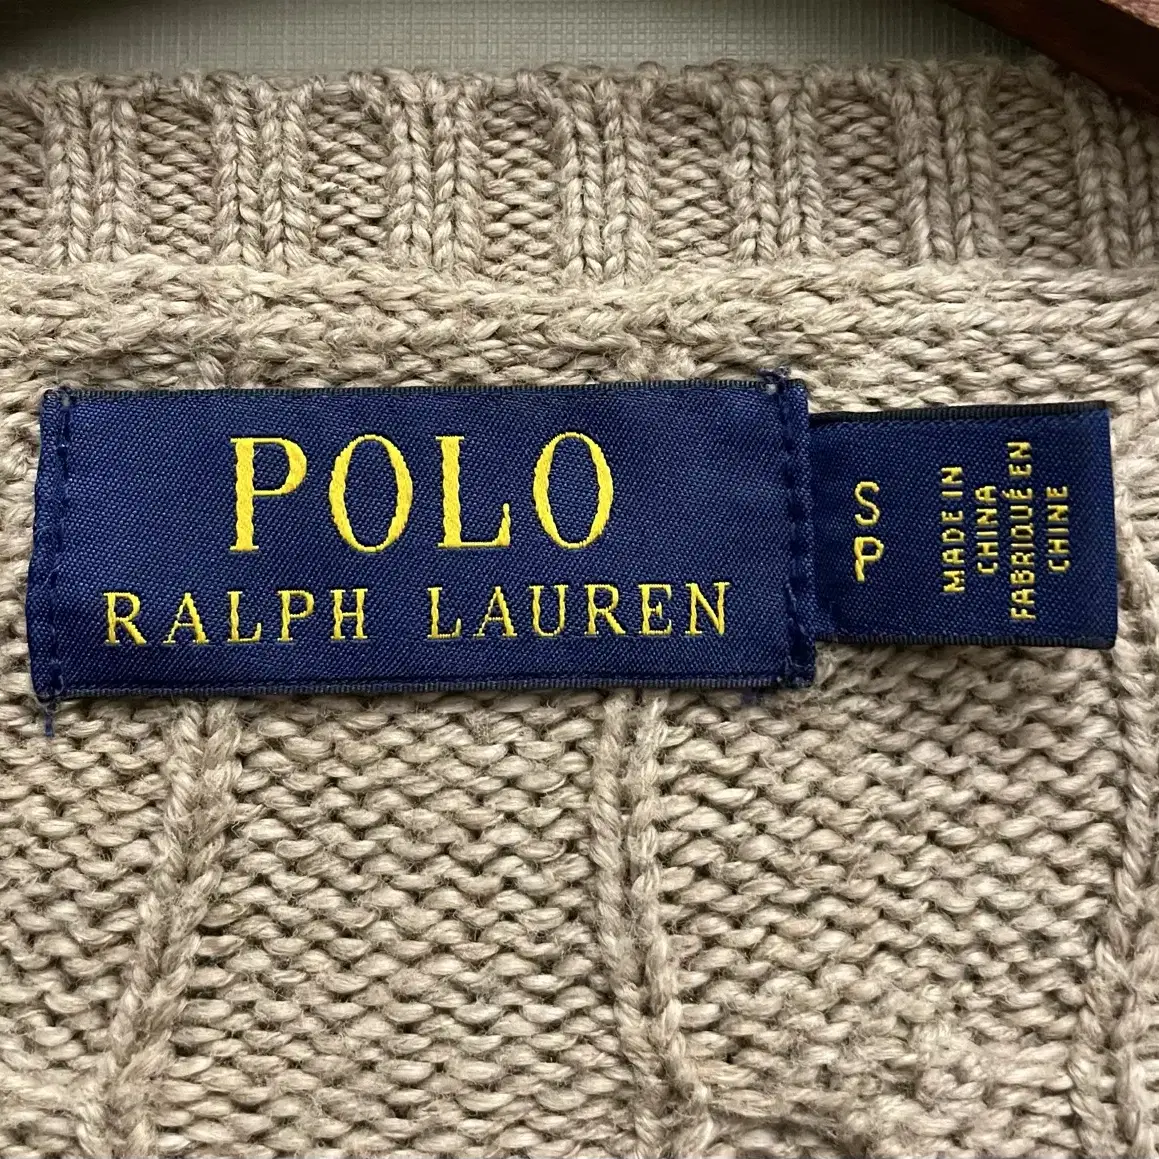 POLO
RALPH LAUREN
S
P
MADE IN
CHINA
FABRIQUÉ EN
CHINE